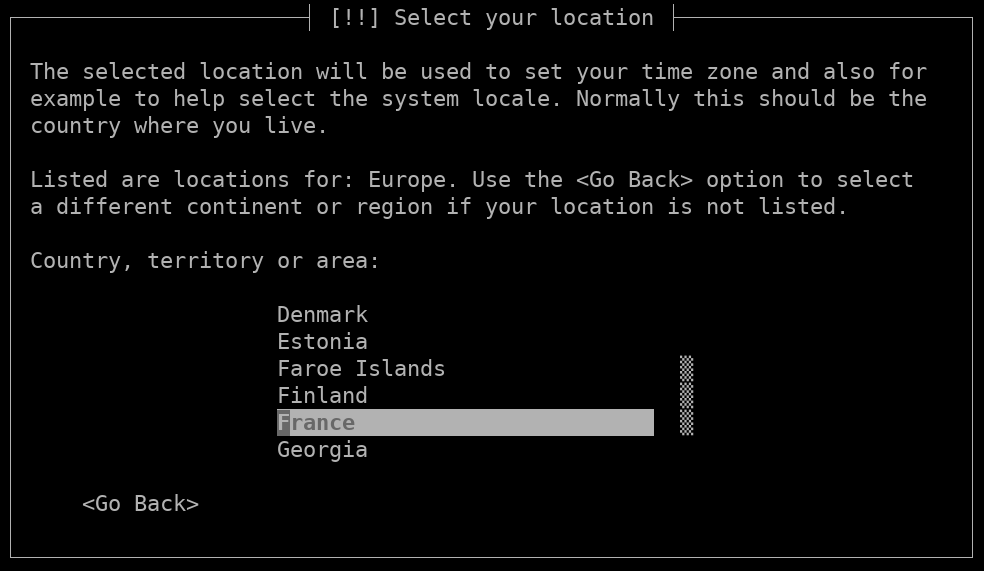 [!!] Select your location
The selected location will be used to set your time zone and also for
example to help select the system locale. Normally this should be the
country where you live.
Listed are locations for: Europe. Use the <Go Back> option to select
a different continent or region if your location is not listed.
Country, territory or area:
Denmark
Estonia
Faroe Islands
Finland
France
Georgia
<Go Back>